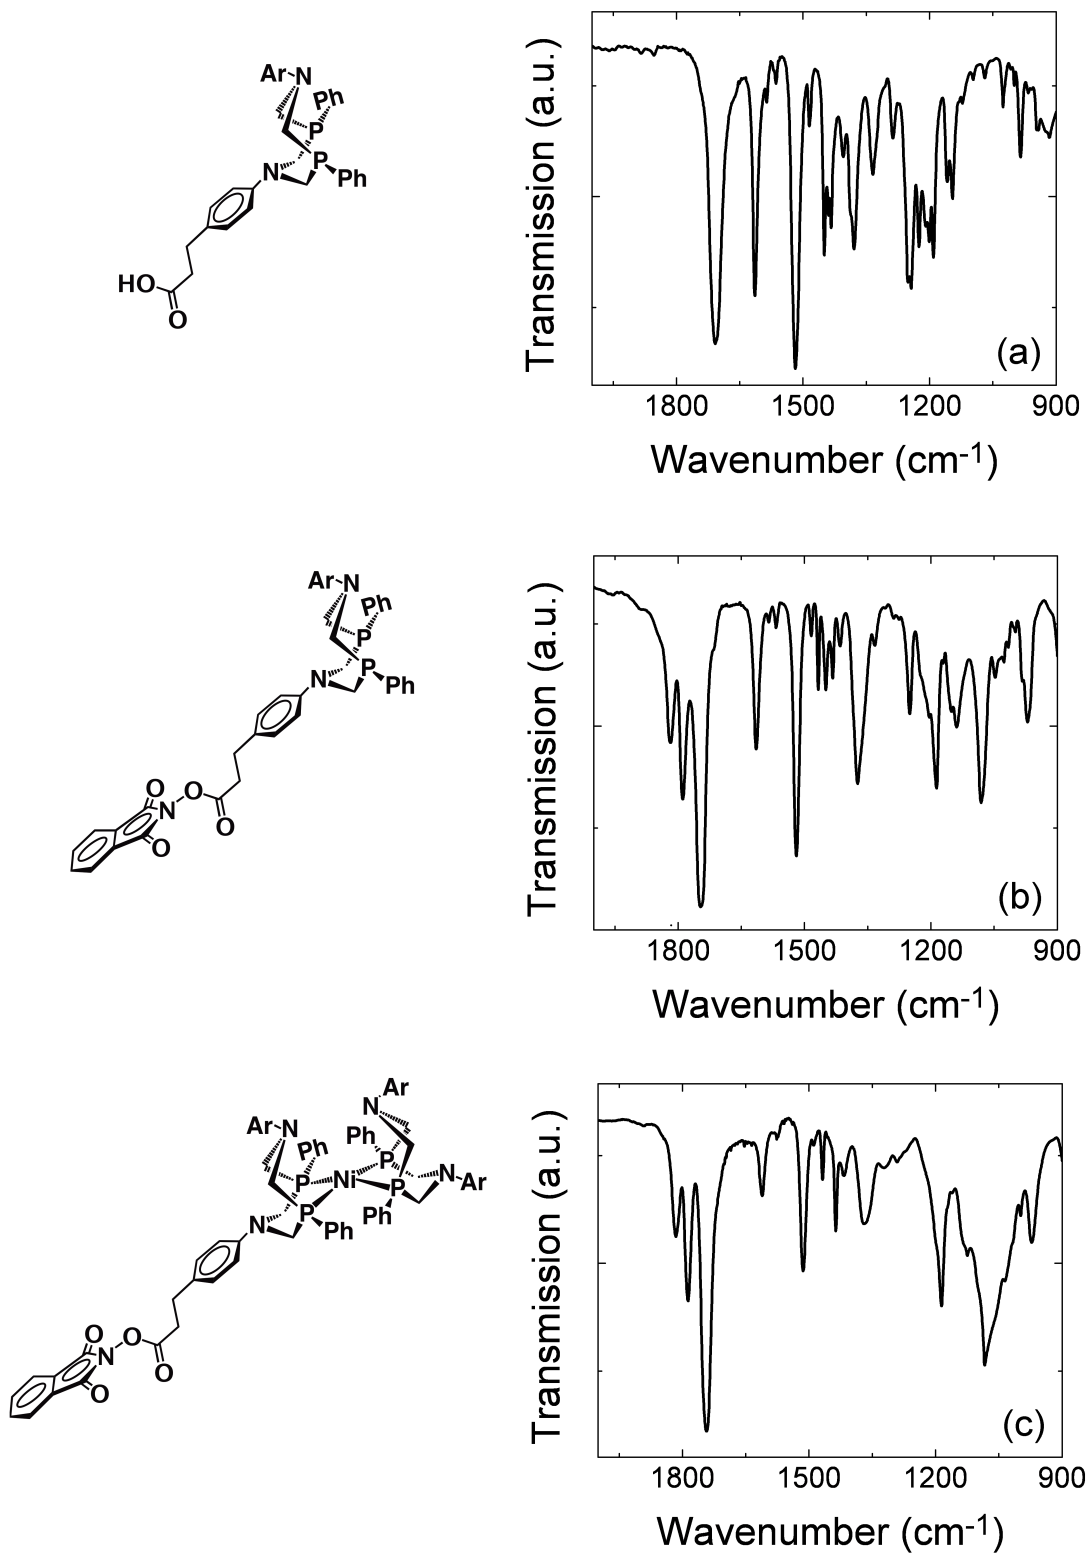 Ar N
Ph
P
N P
Ph
HO
O
Transmission (a.u.)
(a)
1800 1500 1200 900
Wavenumber (cm-1)
Ar N
Ph
P
N P
Ph
O N O
O O
Transmission (a.u.)
(b)
1800 1500 1200 900
Wavenumber (cm-1)
Ar
N
Ar N Ph Ph
P Ni P N Ar
N P P
Ph Ph
O N O
O O
Transmission (a.u.)
(c)
1800 1500 1200 900
Wavenumber (cm-1)